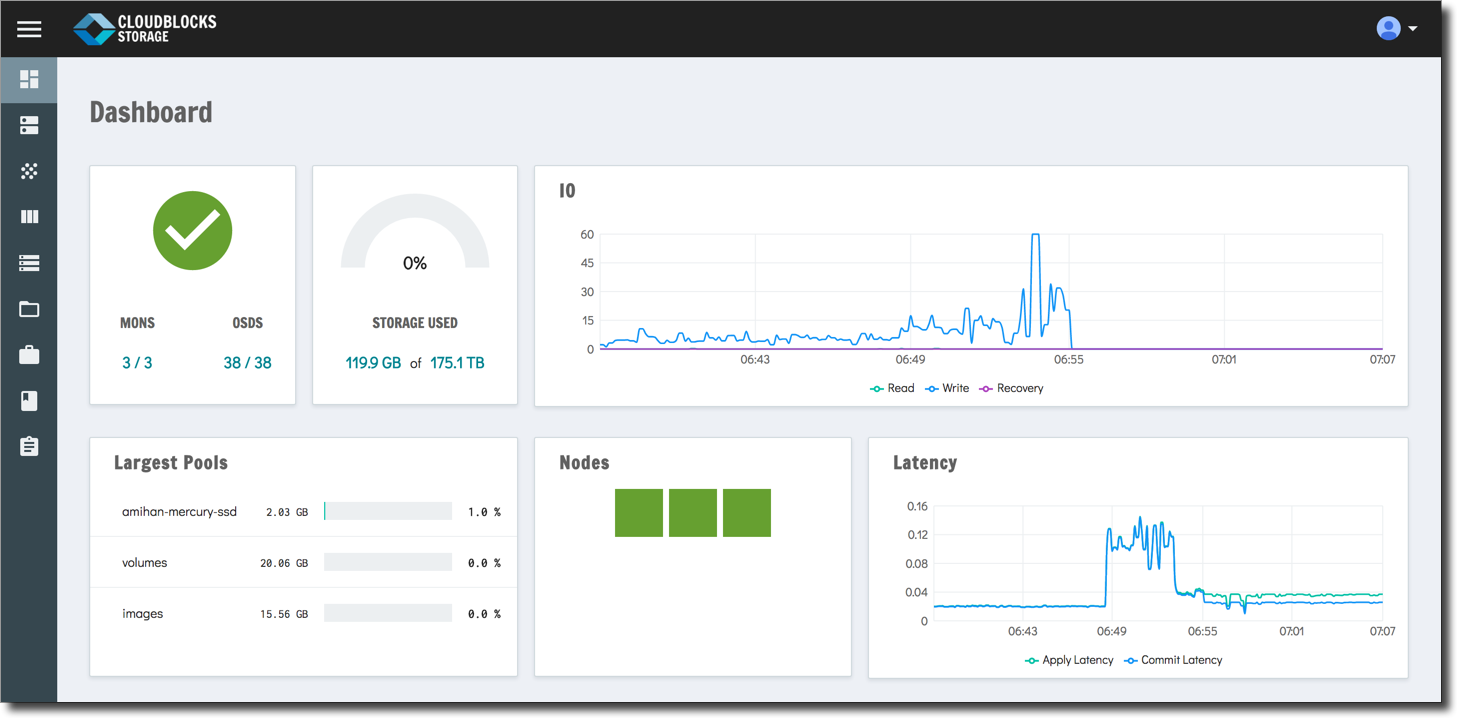 CLOUDBLOCKS
STORAGE
Dashboard
MONS
3 / 3
OSDS
38 / 38
0%
STORAGE USED
119.9 GB of 175.1 TB
IO
60
45
30
15
0
06:43 06:49 06:55 07:01 07:07
Read Write Recovery
Largest Pools
amihan-mercury-ssd 2.03 GB 1.0 %
volumes 20.06 GB 0.0 %
images 15.56 GB 0.0 %
Nodes
Latency
0.16
0.12
0.08
0.04
0
06:43 06:49 06:55 07:01 07:07
Apply Latency Commit Latency